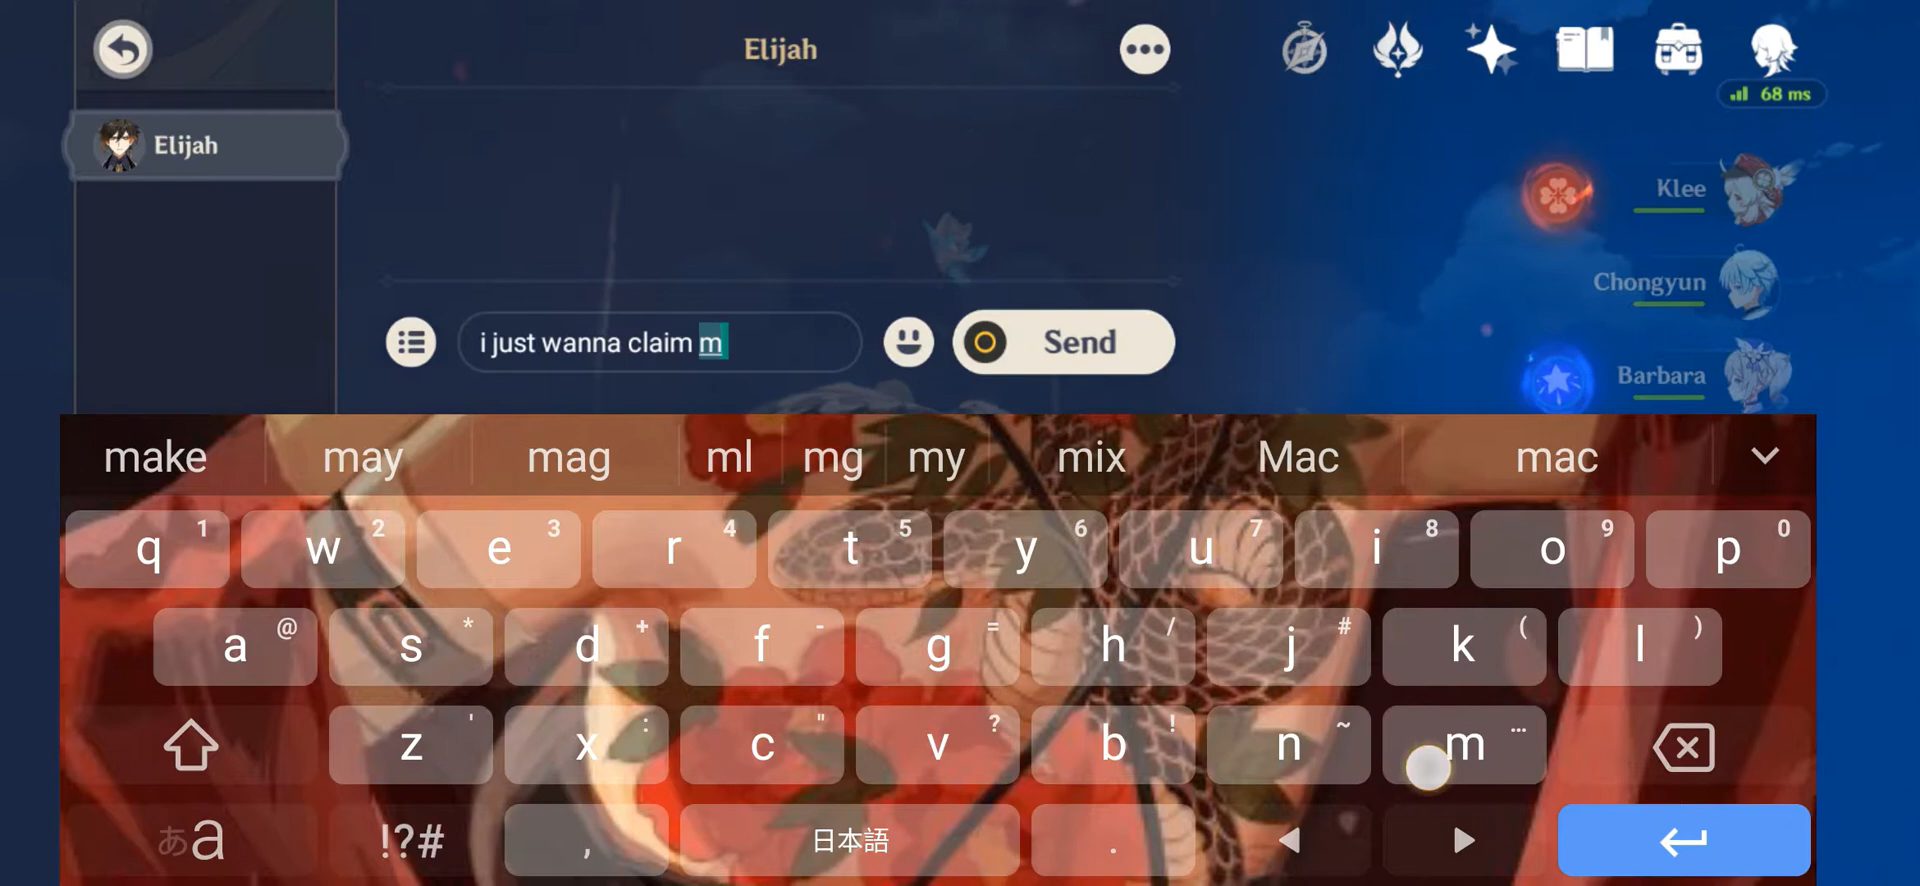 Elijah
68 ms
Elijah
Klee
Chongyun
Barbara
i just wanna claim m
Send
make may mag ml mg my mix Mac mac
q 1 w 2 e 3 r 4 t 5 y 6 u 7 i 8 o 9 p 0
a @ s * d + f - g = h / j # k ( l )
z ' x : c " v ? b ! n ~ m …
あa !?# , 日本語 .